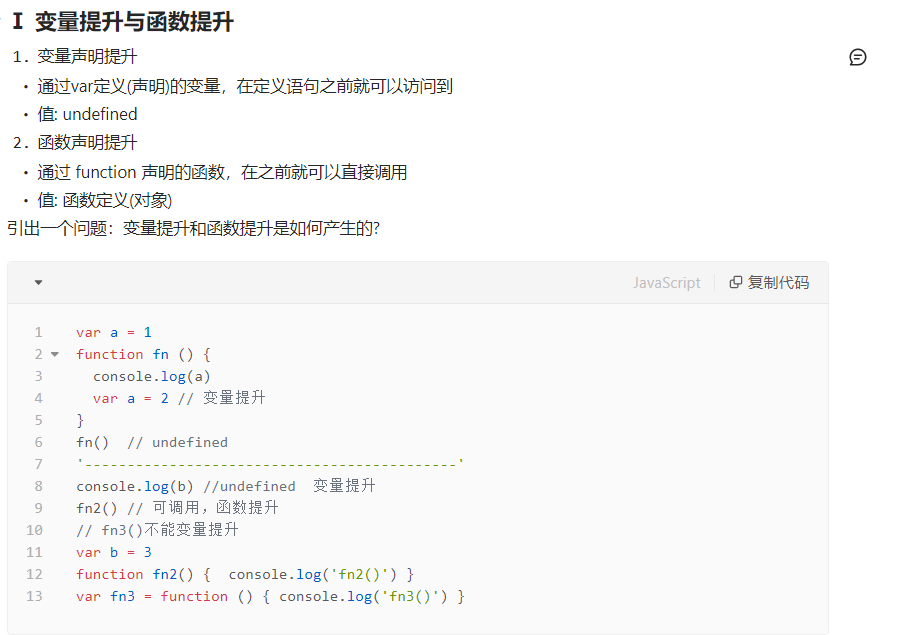 I 变量提升与函数提升
1. 变量声明提升
• 通过var定义(声明)的变量，在定义语句之前就可以访问到
• 值: undefined
2. 函数声明提升
• 通过 function 声明的函数，在之前就可以直接调用
• 值: 函数定义(对象)
引出一个问题：变量提升和函数提升是如何产生的?
JavaScript 复制代码
1 var a = 1
2 function fn () {
3 console.log(a)
4 var a = 2 // 变量提升
5 }
6 fn()  // undefined
7 '--------------------------------------------'
8 console.log(b) //undefined  变量提升
9 fn2() // 可调用，函数提升
10 // fn3()不能变量提升
11 var b = 3
12 function fn2() {  console.log('fn2()') }
13 var fn3 = function () { console.log('fn3()') }